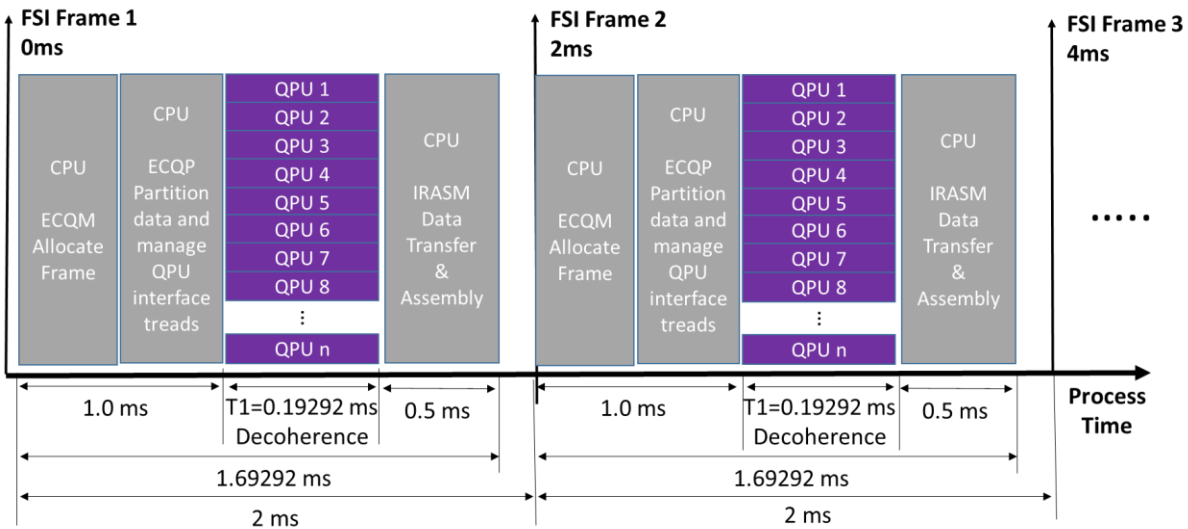 FSI Frame 1
0ms
FSI Frame 2
2ms
FSI Frame 3
4ms
CPU
ECQM
Allocate
Frame
CPU
ECQP
Partition
data and
manage
QPU
interface
treads
QPU 1
QPU 2
QPU 3
QPU 4
QPU 5
QPU 6
QPU 7
QPU 8
...
QPU n
CPU
IRASM
Data
Transfer
&
Assembly
CPU
ECQM
Allocate
Frame
CPU
ECQP
Partition
data and
manage
QPU
interface
treads
QPU 1
QPU 2
QPU 3
QPU 4
QPU 5
QPU 6
QPU 7
QPU 8
...
QPU n
CPU
IRASM
Data
Transfer
&
Assembly
.....
1.0 ms
T1=0.19292 ms
Decoherence
0.5 ms
1.0 ms
T1=0.19292 ms
Decoherence
0.5 ms
Process
Time
1.69292 ms
1.69292 ms
2 ms
2 ms